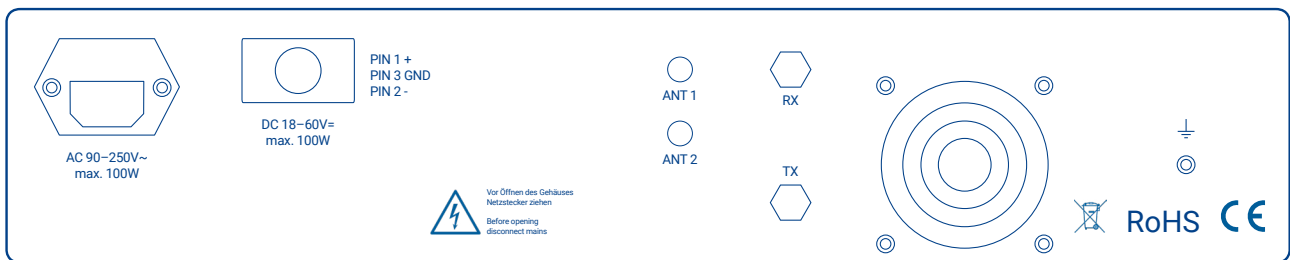 PIN 1 +
PIN 3 GND
PIN 2 -
DC 18–60V=
max. 100W
AC 90–250V~
max. 100W
Vor Öffnen des Gehäuses
Netzstecker ziehen
Before opening
disconnect mains
ANT 1
ANT 2
RX
TX
RoHS
CE